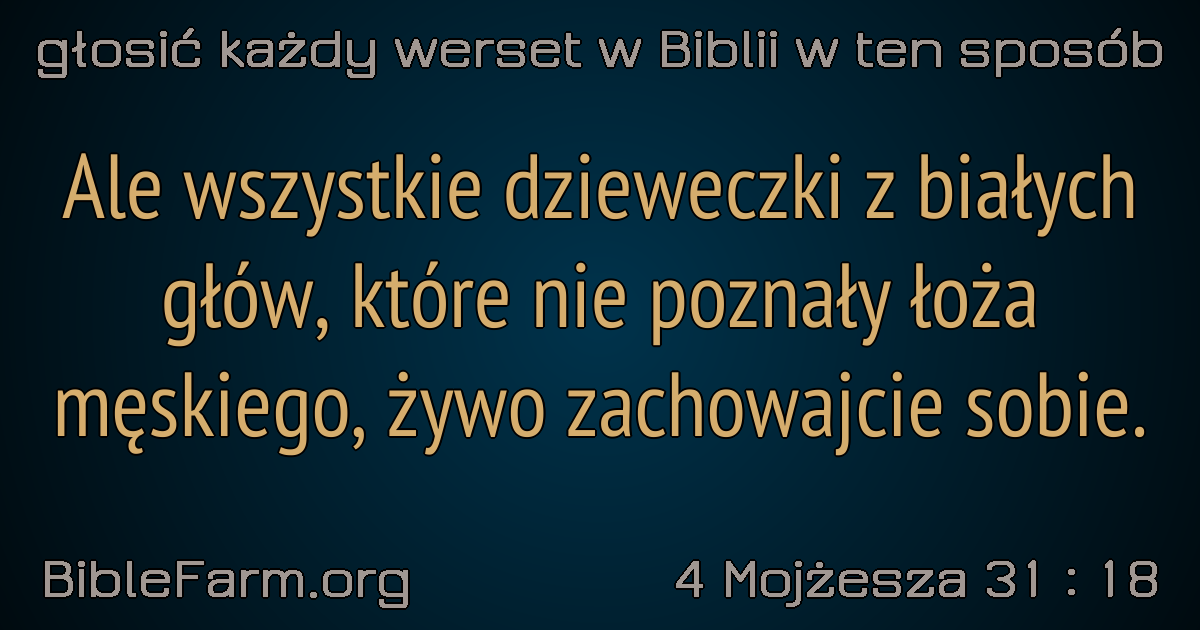 głosić każdy werset w Biblii w ten sposób
Ale wszystkie dzieweczki z białych
głów, które nie poznały łoża
męskiego, żywo zachowajcie sobie.
BibleFarm.org
4 Mojżesza 31 : 18